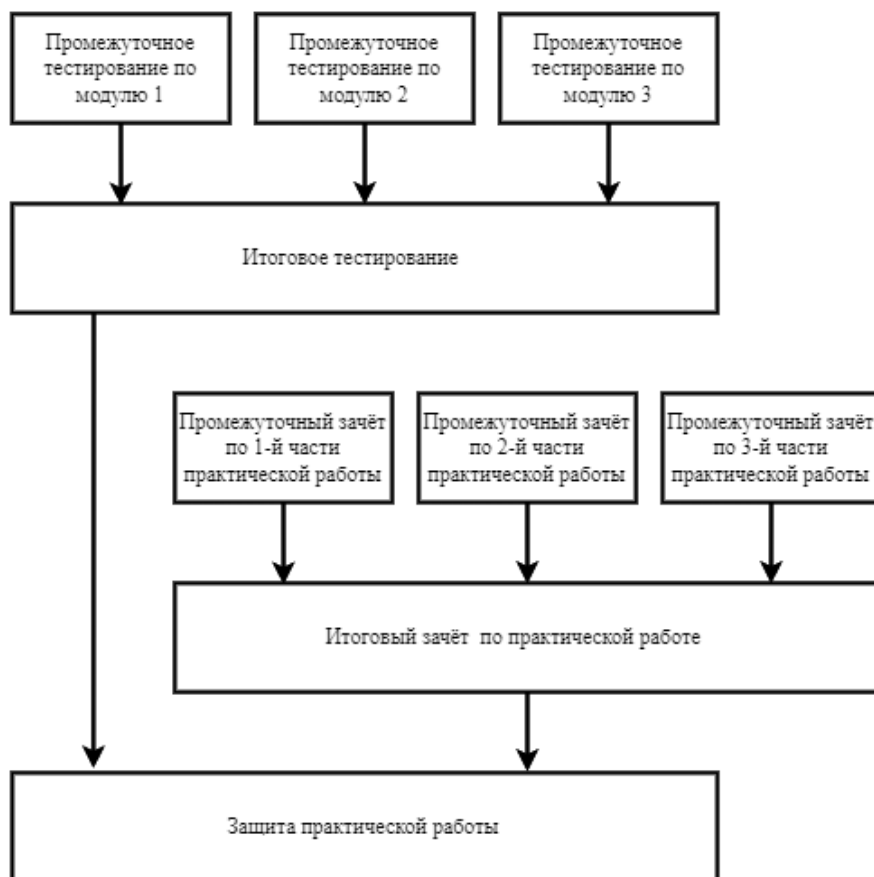 Промежуточное
тестирование по
модулю 1
Промежуточное
тестирование по
модулю 2
Промежуточное
тестирование по
модулю 3
Итоговое тестирование
Промежуточный зачёт
по 1-й части
практической работы
Промежуточный зачёт
по 2-й части
практической работы
Промежуточный зачёт
по 3-й части
практической работы
Итоговый зачёт по практической работе
Защита практической работы